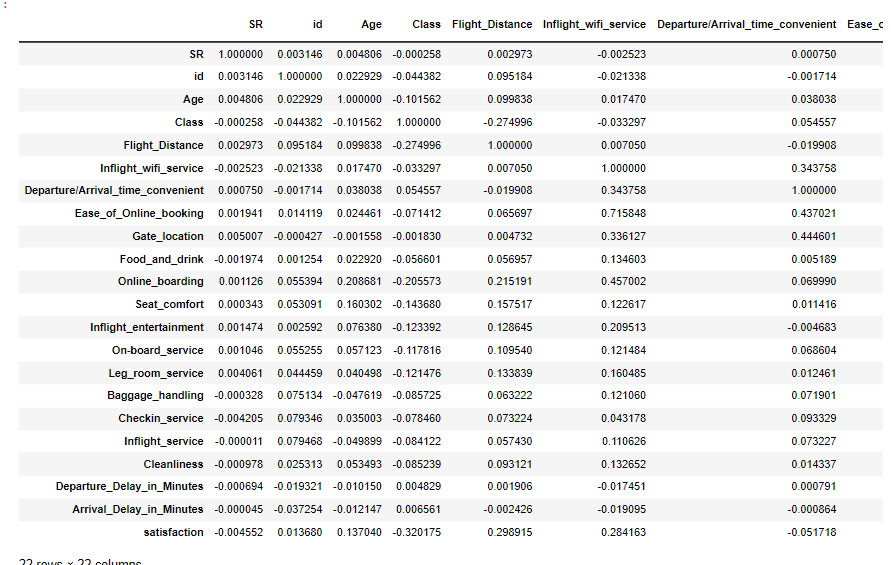 :
SR id Age Class Flight_Distance Inflight_wifi_service Departure/Arrival_time_convenient Ease_c
SR 1.000000 0.003146 0.004806 -0.000258 0.002973 -0.002523 0.000750
id 0.003146 1.000000 0.022929 -0.044382 0.095184 -0.021338 -0.001714
Age 0.004806 0.022929 1.000000 -0.101562 0.099838 0.017470 0.038038
Class -0.000258 -0.044382 -0.101562 1.000000 -0.274996 -0.033297 0.054557
Flight_Distance 0.002973 0.095184 0.099838 -0.274996 1.000000 0.007050 -0.019908
Inflight_wifi_service -0.002523 -0.021338 0.017470 -0.033297 0.007050 1.000000 0.343758
Departure/Arrival_time_convenient 0.000750 -0.001714 0.038038 0.054557 -0.019908 0.343758 1.000000
Ease_of_Online_booking 0.001941 0.014119 0.024461 -0.071412 0.065697 0.715848 0.437021
Gate_location 0.005007 -0.000427 -0.001558 -0.001830 0.004732 0.336127 0.444601
Food_and_drink -0.001974 0.001254 0.022920 -0.056601 0.056957 0.134603 0.005189
Online_boarding 0.001126 0.055394 0.208681 -0.205573 0.215191 0.457002 0.069990
Seat_comfort 0.000343 0.053091 0.160302 -0.143680 0.157517 0.122617 0.011416
Inflight_entertainment 0.001474 0.002592 0.076380 -0.123392 0.128645 0.209513 -0.004683
On-board_service 0.001046 0.055255 0.057123 -0.117816 0.109540 0.121484 0.068604
Leg_room_service 0.004061 0.044459 0.040498 -0.121476 0.133839 0.160485 0.012461
Baggage_handling -0.000328 0.075134 -0.047619 -0.085725 0.063222 0.121060 0.071901
Checkin_service -0.004205 0.079346 0.035003 -0.078460 0.073224 0.043178 0.093329
Inflight_service -0.000011 0.079468 -0.049899 -0.084122 0.057430 0.110626 0.073227
Cleanliness -0.000978 0.025313 0.053493 -0.085239 0.093121 0.132652 0.014337
Departure_Delay_in_Minutes -0.000694 -0.019321 -0.010150 0.004829 0.001906 -0.017451 0.000791
Arrival_Delay_in_Minutes -0.000045 -0.037254 -0.012147 0.006561 -0.002426 -0.019095 -0.000864
satisfaction -0.004552 0.013680 0.137040 -0.320175 0.298915 0.284163 -0.051718
22 rows × 22 columns